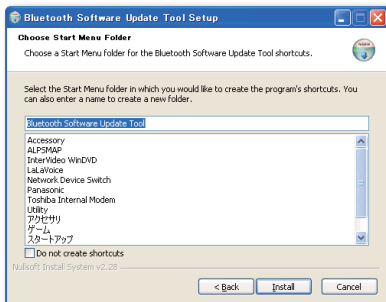 Bluetooth Software Update Tool Setup
Choose Start Menu Folder
Choose a Start Menu folder for the Bluetooth Software Update Tool shortcuts.
Select the Start Menu folder in which you would like to create the program's shortcuts. You
can also enter a name to create a new folder.
Bluetooth Software Update Tool
Accessory
ALPSMAP
InterVideo WinDVD
LaLaVoice
Network Device Switch
Panasonic
Toshiba Internal Modem
Utility
アクセサリ
ゲーム
スタートアップ
Do not create shortcuts
Nullsoft Install System v2.28
< Back
Install
Cancel